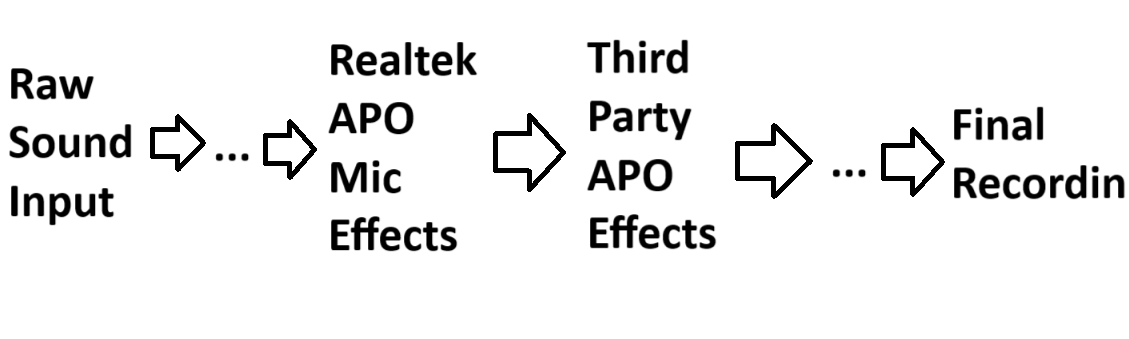 Raw
Sound
Input
...
Realtek
APO
Mic
Effects
Third
Party
APO
Effects
...
Final
Recordin